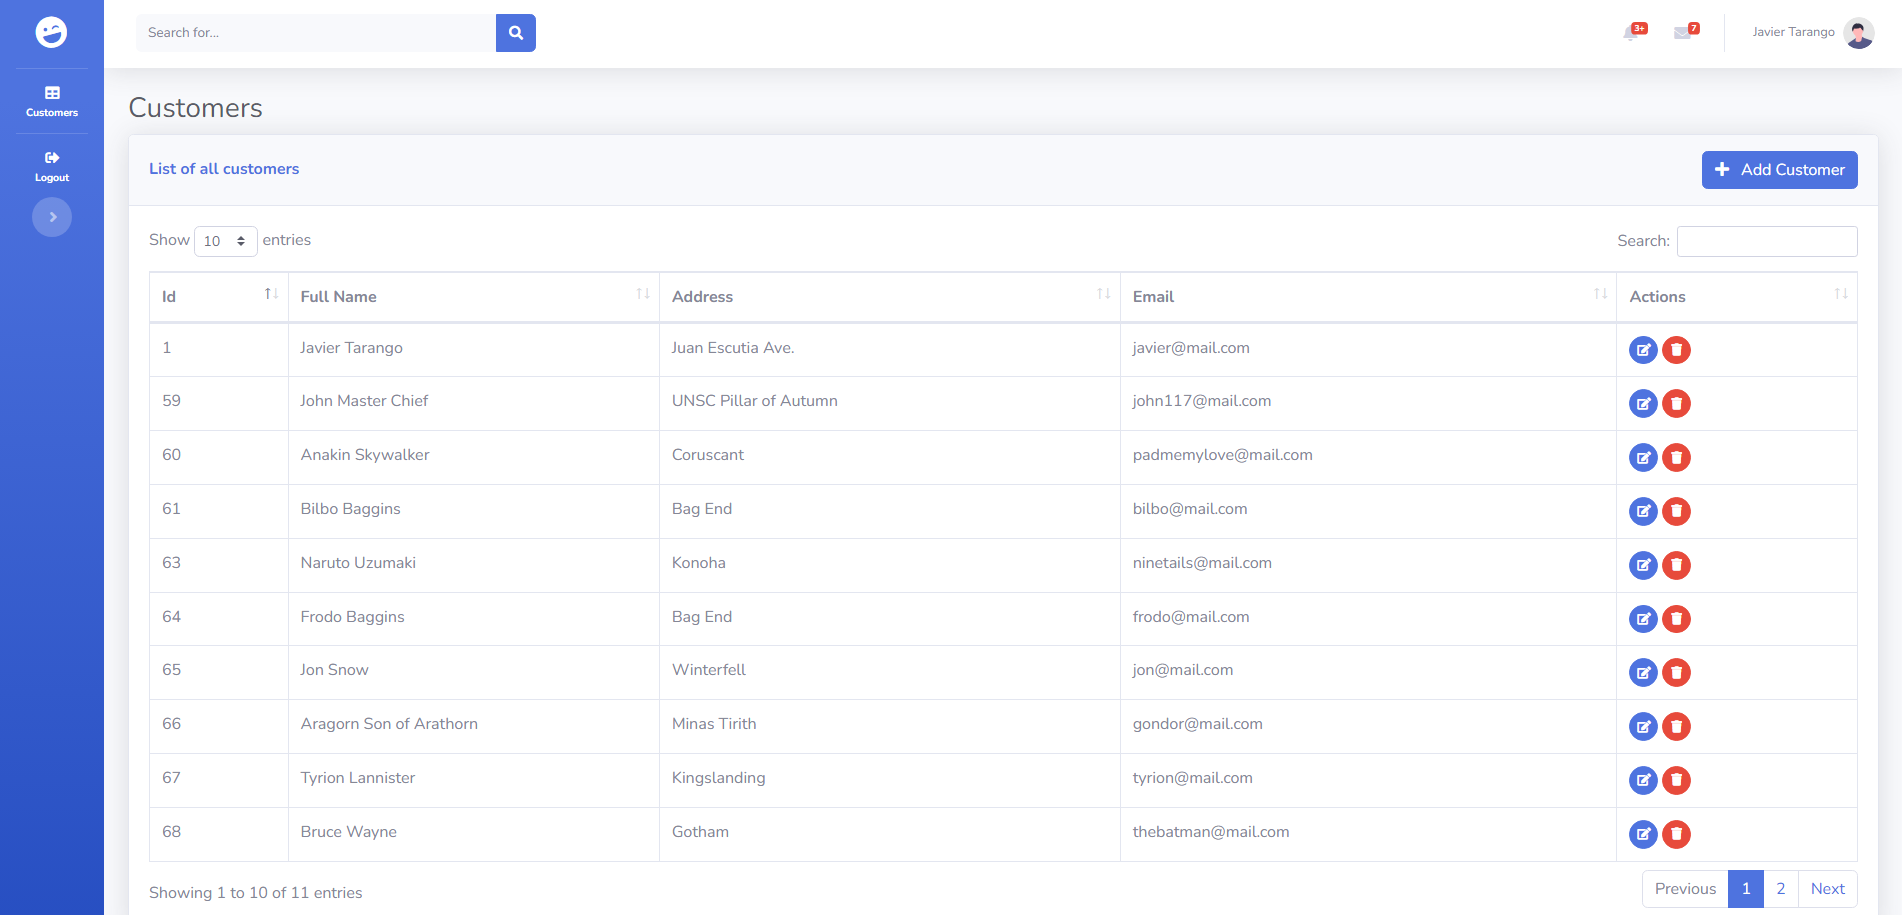 Search for...
3+
7
Javier Tarango
Customers
Logout
Customers
List of all customers
Add Customer
Show 10 entries
Search:
Id Full Name Address Email Actions
1 Javier Tarango Juan Escutia Ave. javier@mail.com
59 John Master Chief UNSC Pillar of Autumn john117@mail.com
60 Anakin Skywalker Coruscant padmemylove@mail.com
61 Bilbo Baggins Bag End bilbo@mail.com
63 Naruto Uzumaki Konoha ninetails@mail.com
64 Frodo Baggins Bag End frodo@mail.com
65 Jon Snow Winterfell jon@mail.com
66 Aragorn Son of Arathorn Minas Tirith gondor@mail.com
67 Tyrion Lannister Kingslanding tyrion@mail.com
68 Bruce Wayne Gotham thebatman@mail.com
Showing 1 to 10 of 11 entries
Previous 1 2 Next